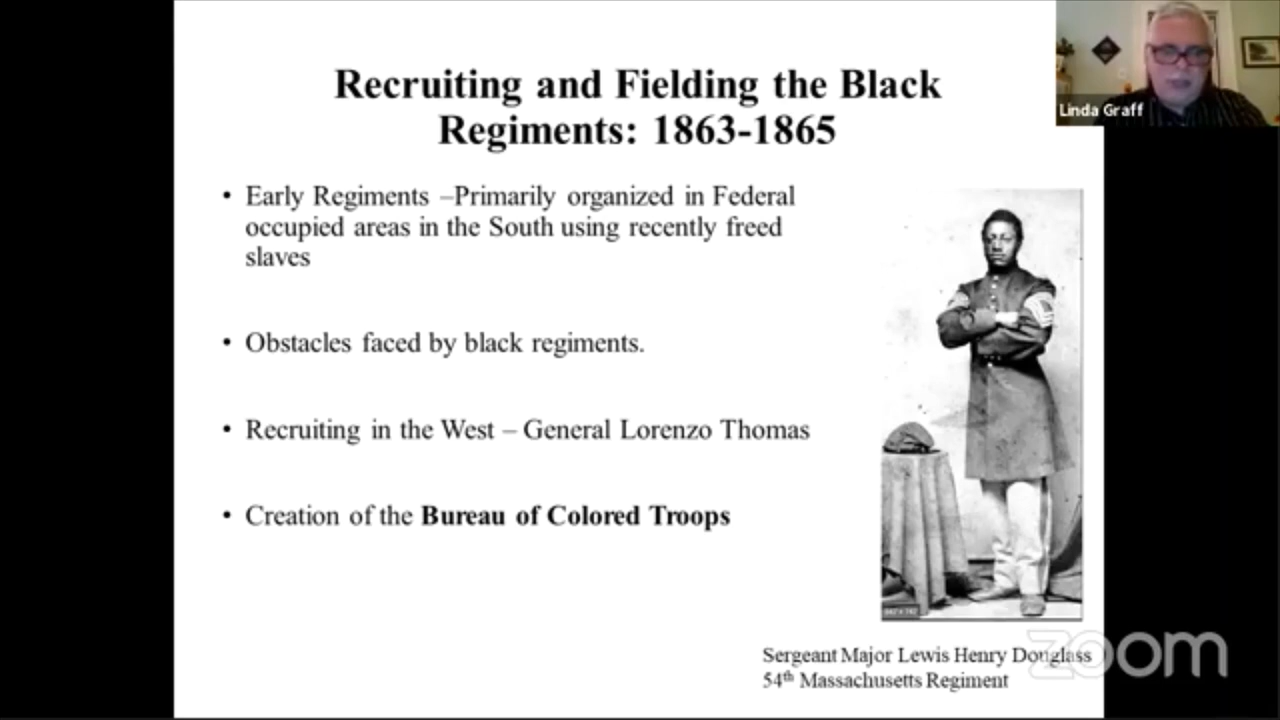 Recruiting and Fielding the Black
Regiments: 1863-1865
Linda Graff
• Early Regiments –Primarily organized in Federal
occupied areas in the South using recently freed
slaves
• Obstacles faced by black regiments.
• Recruiting in the West – General Lorenzo Thomas
• Creation of the Bureau of Colored Troops
Sergeant Major Lewis Henry Douglass
54th Massachusetts Regiment
zoom